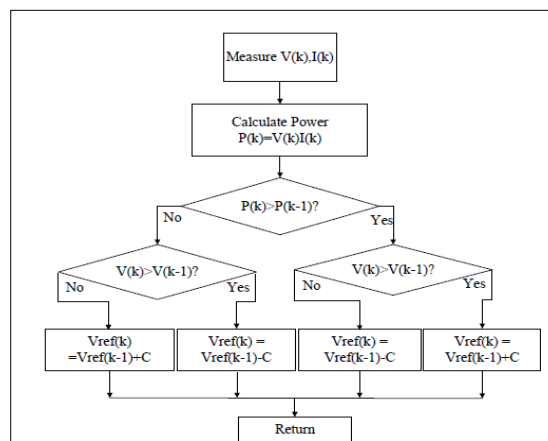 Measure V(k),I(k)
Calculate Power
P(k)=V(k)I(k)
P(k)>P(k-1)?
No
Yes
V(k)>V(k-1)?
V(k)>V(k-1)?
No
Yes
No
Yes
Vref(k)
=Vref(k-1)+C
Vref(k) =
Vref(k-1)-C
Vref(k) =
Vref(k-1)-C
Vref(k) =
Vref(k-1)+C
Return